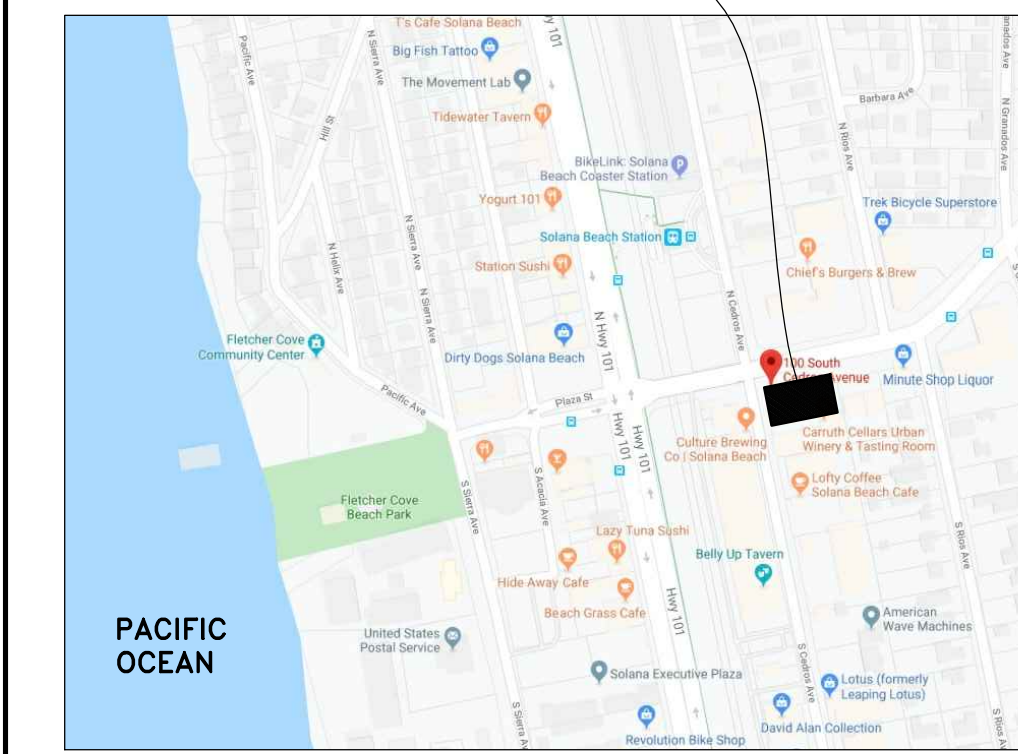 T's Cafe Solana Beach
Big Fish Tattoo
The Movement Lab
Tidewater Tavern
Pacific Ave
N Sierra Ave
Hill St
BikeLink: Solana
Beach Coaster Station
Barbara Ave
N Rios Ave
N Granados Ave
Yogurt 101
Trek Bicycle Superstore
N Sierra Ave
N Helix Ave
Solana Beach Station
Station Sushi
Chief's Burgers & Brew
N Sierra Ave
N Hwy 101
N Cedros Ave
Fletcher Cove
Community Center
Dirty Dogs Solana Beach
100 South
Minute Shop Liquor
Pacific Ave
Plaza St
Hwy 101
Hwy 101
Culture Brewing
Co | Solana Beach
Carruth Cellars Urban
Winery & Tasting Room
Lofty Coffee
Solana Beach Cafe
Fletcher Cove
Beach Park
S Sierra Ave
S Acacia Ave
Lazy Tuna Sushi
S Rios Ave
Belly Up Tavern
Hide Away Cafe
Beach Grass Cafe
Hwy 101
American
Wave Machines
PACIFIC
OCEAN
United States
Postal Service
S Cedros Ave
Solana Executive Plaza
Lotus (formerly
Leaping Lotus)
S Sierra Ave
David Alan Collection
Revolution Bike Shop